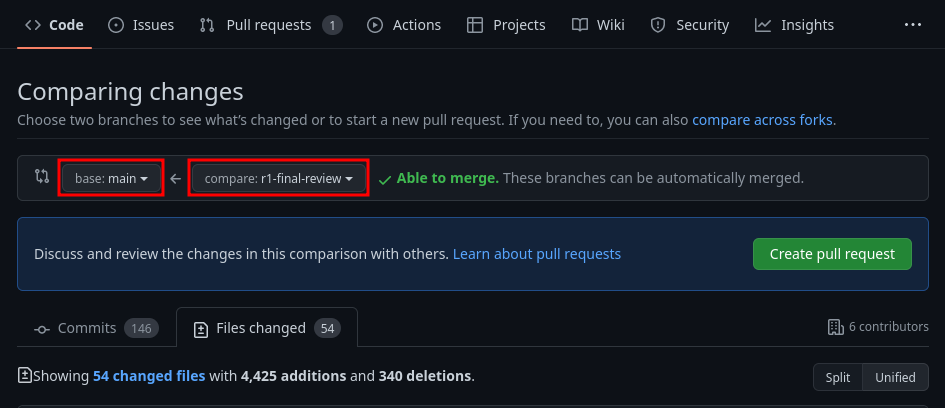 Code Issues Pull requests 1 Actions Projects Wiki Security Insights
Comparing changes
Choose two branches to see what's changed or to start a new pull request. If you need to, you can also compare across forks.
base: main compare: r1-final-review Able to merge. These branches can be automatically merged.
Discuss and review the changes in this comparison with others. Learn about pull requests Create pull request
Commits 146 Files changed 54 6 contributors
Showing 54 changed files with 4,425 additions and 340 deletions. Split Unified